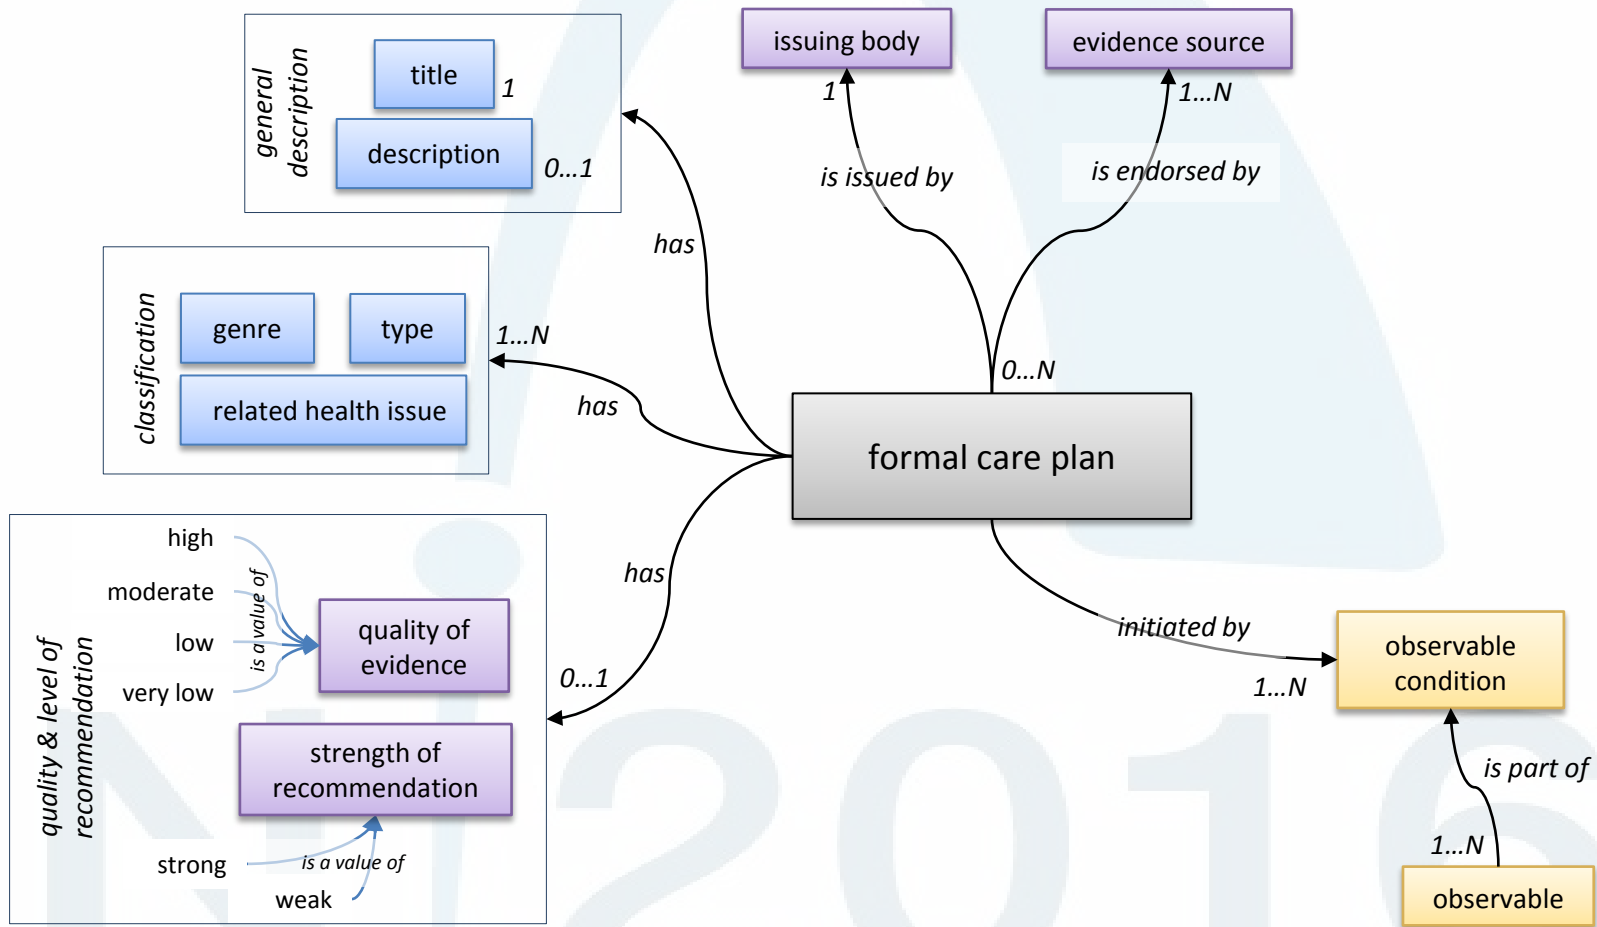 general
description
title
1
description
0...1
issuing body
1
is issued by
evidence source
1...N
is endorsed by
has
classification
genre
type
related health issue
1...N
has
0...N
formal care plan
quality & level of
recommendation
high
moderate
low
very low
is a value of
quality of
evidence
strength of
recommendation
strong
is a value of
weak
has
0...1
initiated by
1...N
observable
condition
is part of
1...N
observable
Ni2016